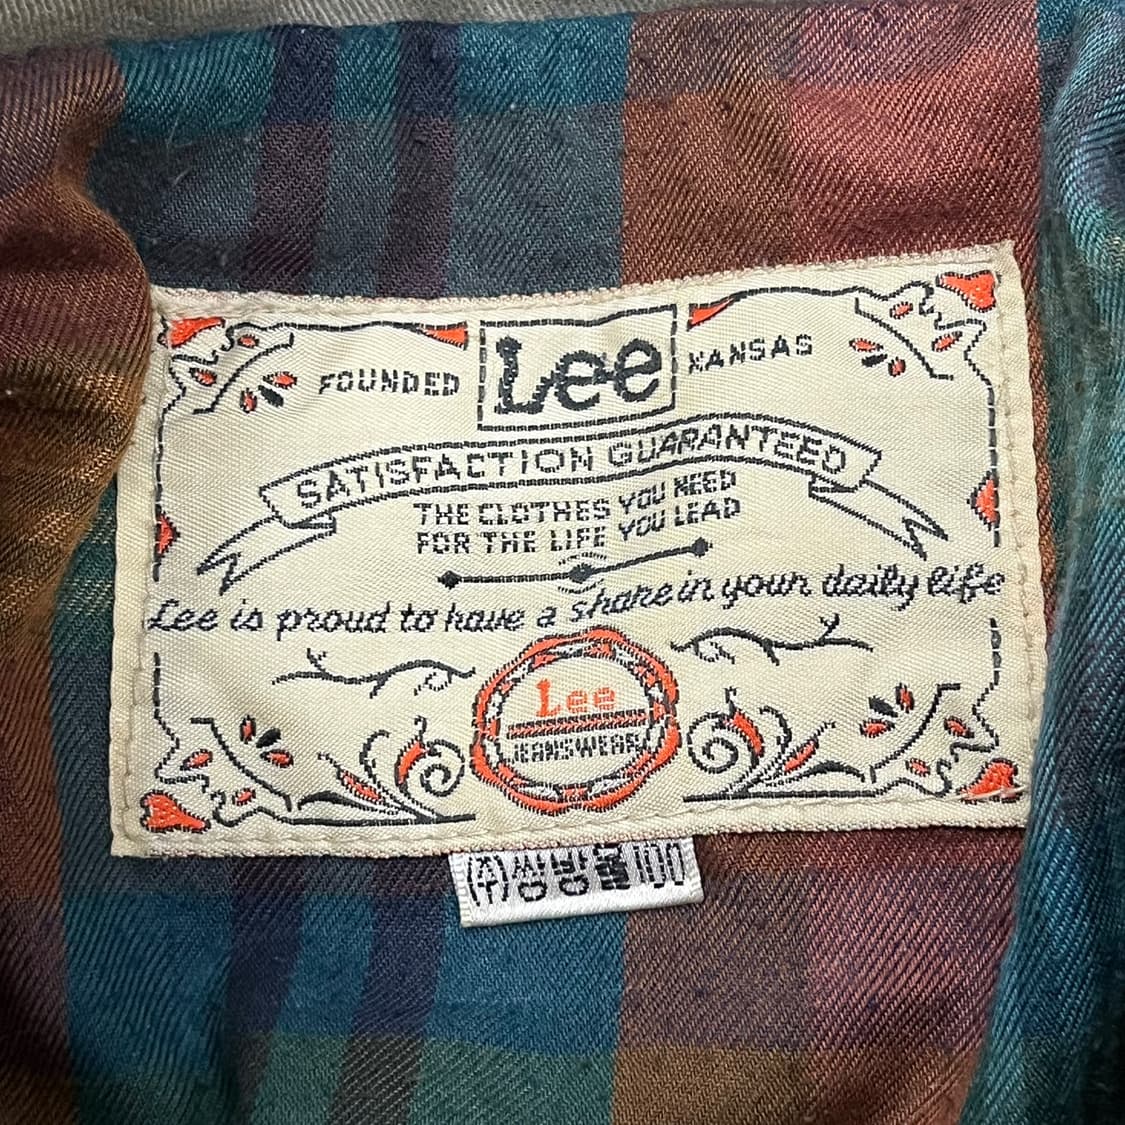 FOUNDED Lee KANSAS
SATISFACTION GUARANTEED
THE CLOTHES YOU NEED
FOR THE LIFE YOU LEAD
Lee is proud to have a share in your daily life
Lee
JEANSWEAR
100